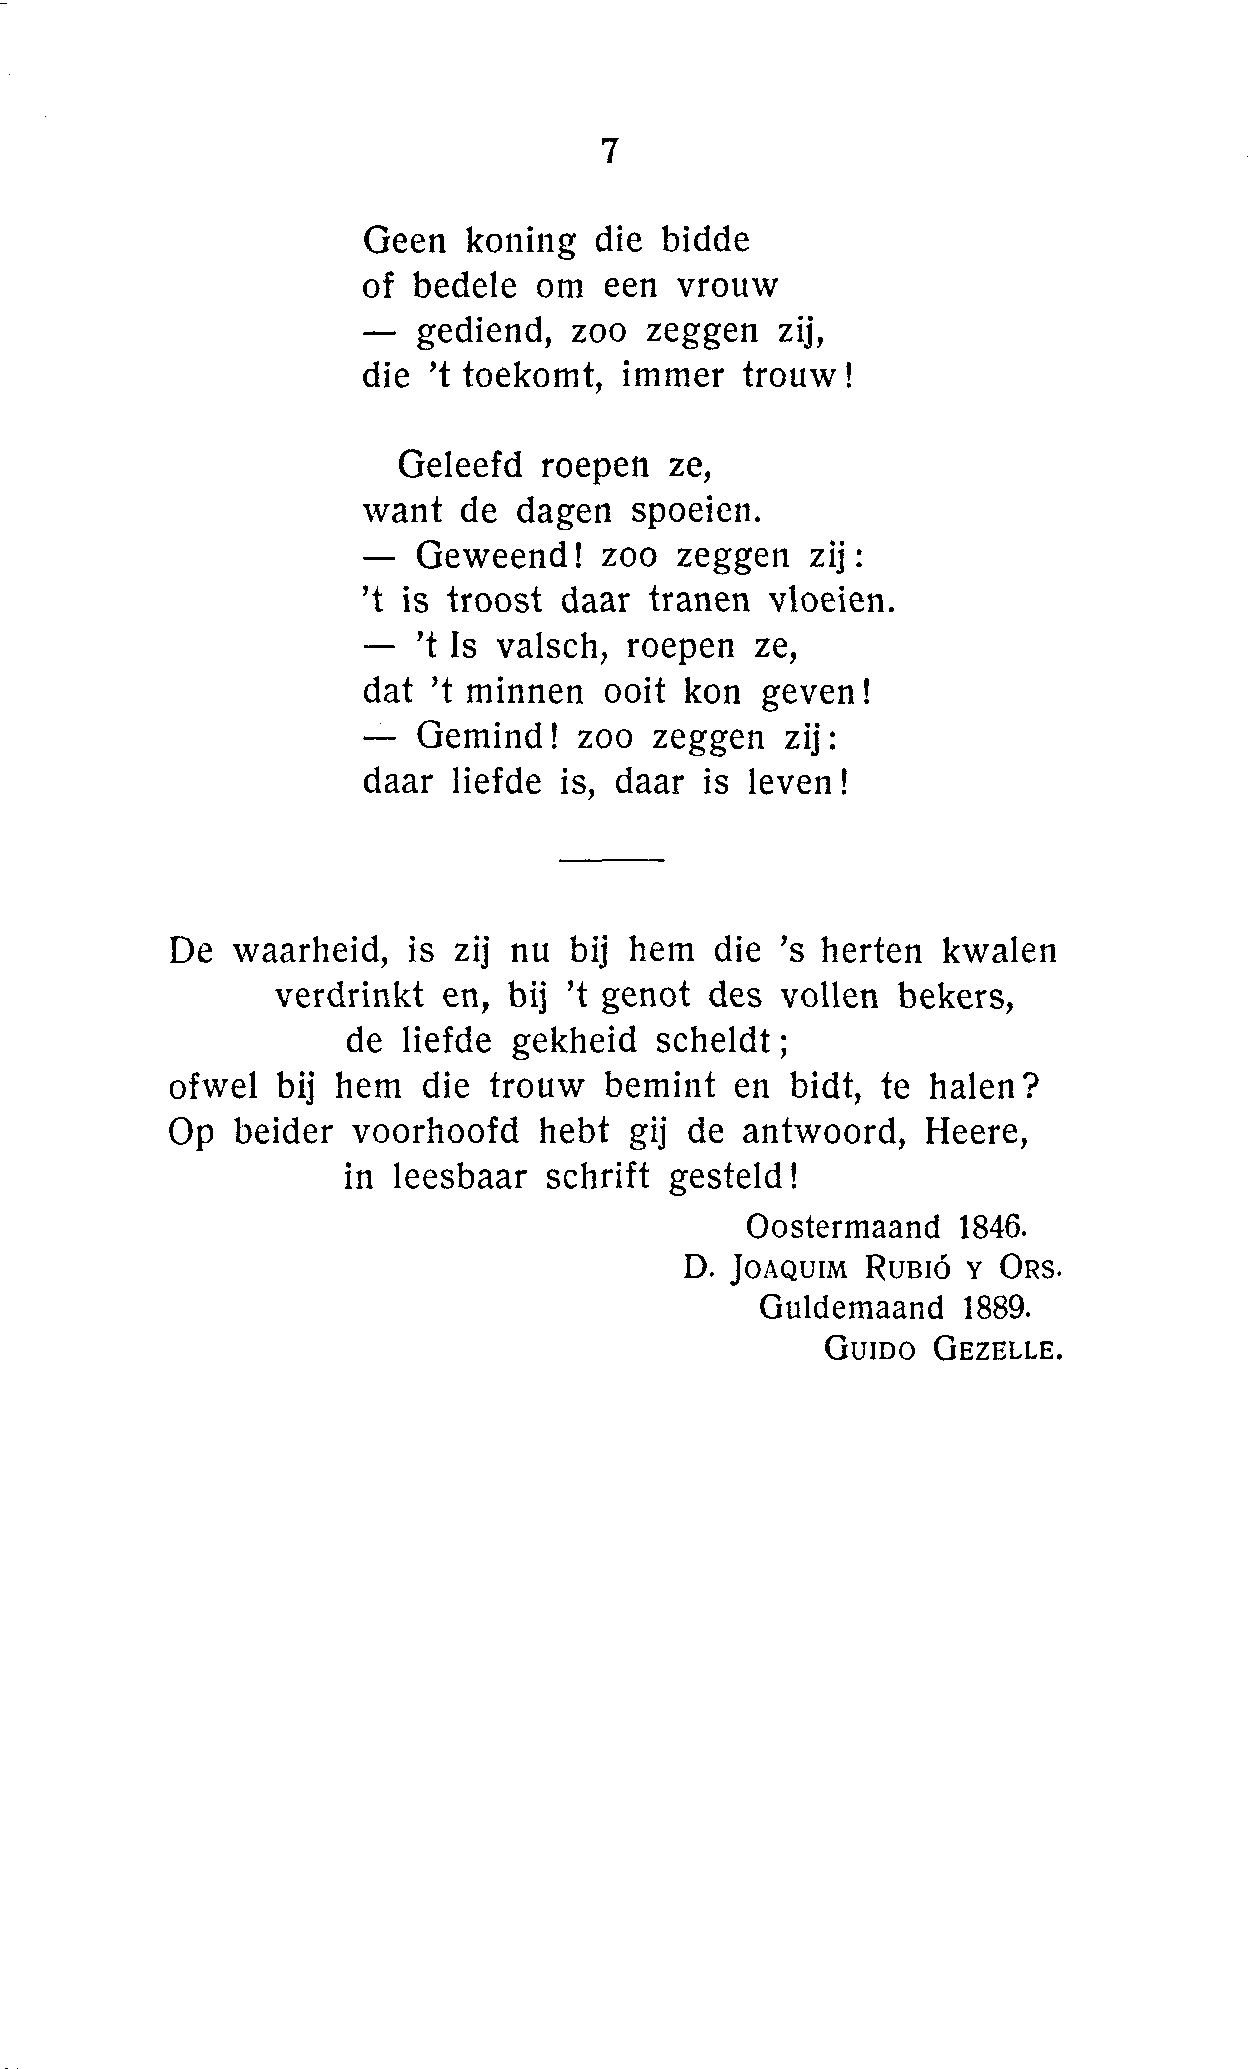 7
Geen koning die bidde
of bedele om een vrouw
— gediend, zoo zeggen zij,
die 't toekomt, immer trouw!
Geleefd roepen ze,
want de dagen spoeien.
— Geweend! zoo zeggen zij:
't is troost daar tranen vloeien.
— 't Is valsch, roepen ze,
dat 't minnen ooit kon geven!
— Gemind! zoo zeggen zij:
daar liefde is, daar is leven!
De waarheid, is zij nu bij hem die 's herten kwalen
verdrinkt en, bij 't genot des vollen bekers,
de liefde gekheid scheldt;
ofwel bij hem die trouw bemint en bidt, te halen?
Op beider voorhoofd hebt gij de antwoord, Heere,
in leesbaar schrift gesteld!
Oostermaand 1846.
D. Joaquim Rubió y Ors.
Guldemaand 1889.
Guido Gezelle.